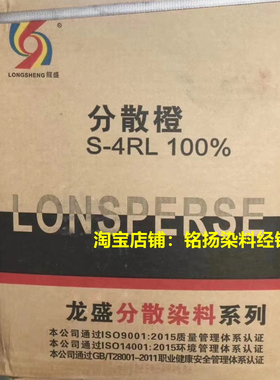 LONGSHENG 龙盛
分散橙
S-4RL 100%
LONSPERSE
淘宝店铺：铭扬染料经销
龙盛分散染料系列
本公司通过ISO9001:2015质量管理体系认证
本公司通过ISO14001:2015环境管理体系认证
本公司通过GB/T28001-2011职业健康安全管理体系认证